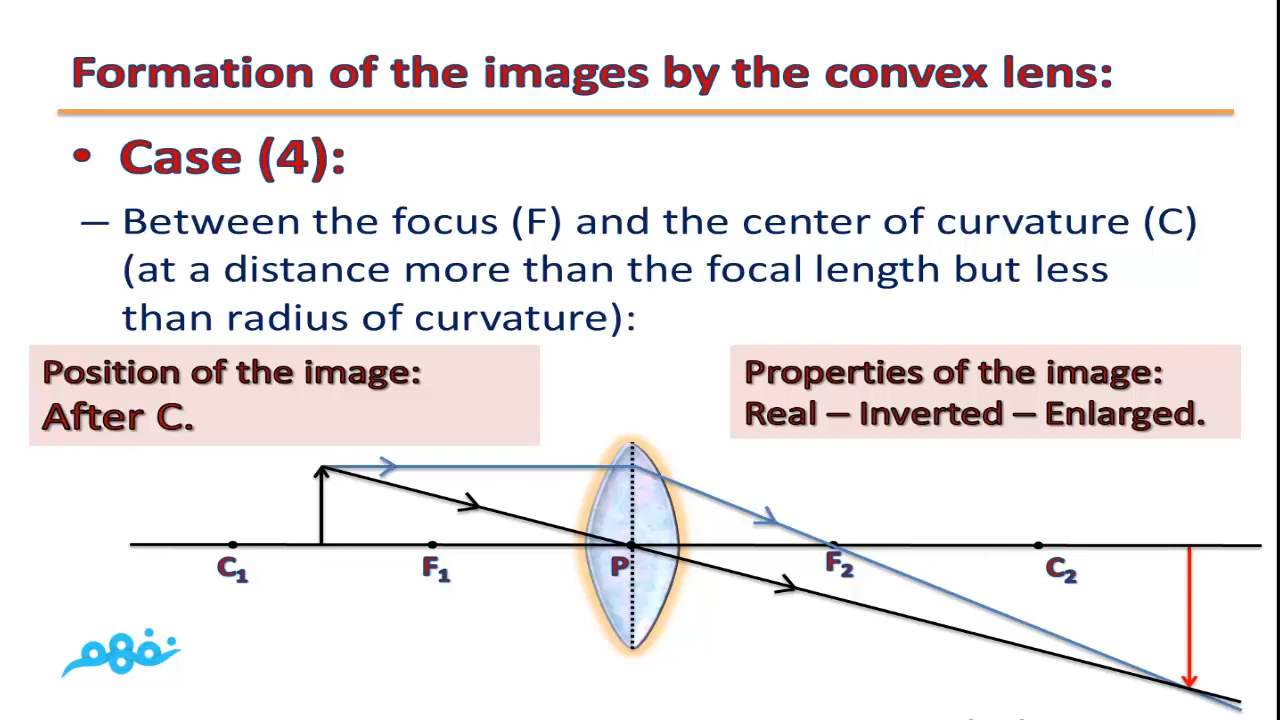 Formation of the images by the convex lens:
• Case (4):
– Between the focus (F) and the center of curvature (C)
(at a distance more than the focal length but less
than radius of curvature):
Position of the image:
After C.
Properties of the image:
Real – Inverted – Enlarged.
C₁ F₁ P F₂ C₂
نفهم